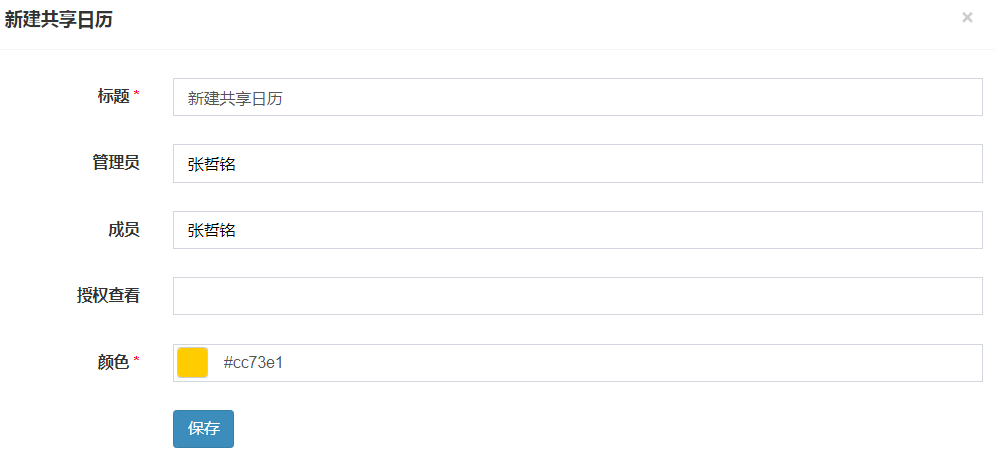 新建共享日历 ×
标题 * 新建共享日历
管理员 张哲铭
成员 张哲铭
授权查看
颜色 * #cc73e1
保存